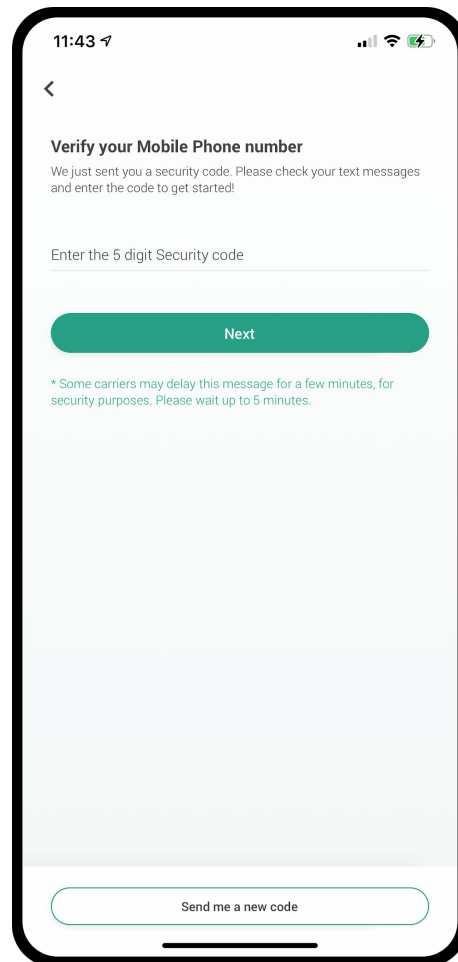 11:43
Verify your Mobile Phone number
We just sent you a security code. Please check your text messages
and enter the code to get started!
Enter the 5 digit Security code
Next
* Some carriers may delay this message for a few minutes, for
security purposes. Please wait up to 5 minutes.
Send me a new code